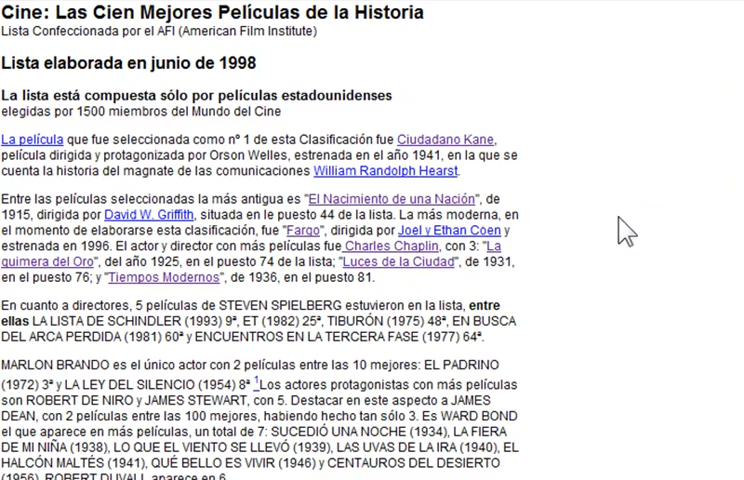 Cine: Las Cien Mejores Películas de la Historia
Lista Confeccionada por el AFI (American Film Institute)
Lista elaborada en junio de 1998
La lista está compuesta sólo por películas estadounidenses
elegidas por 1500 miembros del Mundo del Cine
La película que fue seleccionada como nº 1 de esta Clasificación fue Ciudadano Kane,
película dirigida y protagonizada por Orson Welles, estrenada en el año 1941, en la que se
cuenta la historia del magnate de las comunicaciones William Randolph Hearst.
Entre las películas seleccionadas la más antigua es "El Nacimiento de una Nación", de
1915, dirigida por David W. Griffith, situada en le puesto 44 de la lista. La más moderna, en
el momento de elaborarse esta clasificación, fue "Fargo", dirigida por Joel y Ethan Coen y
estrenada en 1996. El actor y director con más películas fue Charles Chaplin, con 3: "La
quimera del Oro", del año 1925, en el puesto 74 de la lista; "Luces de la Ciudad", de 1931,
en el puesto 76; y "Tiempos Modernos", de 1936, en el puesto 81.
En cuanto a directores, 5 películas de STEVEN SPIELBERG estuvieron en la lista, entre
ellas LA LISTA DE SCHINDLER (1993) 9ª, ET (1982) 25ª, TIBURÓN (1975) 48ª, EN BUSCA
DEL ARCA PERDIDA (1981) 60ª y ENCUENTROS EN LA TERCERA FASE (1977) 64ª.
MARLON BRANDO es el único actor con 2 películas entre las 10 mejores: EL PADRINO
(1972) 3ª y LA LEY DEL SILENCIO (1954) 8ª 1Los actores protagonistas con más películas
son ROBERT DE NIRO y JAMES STEWART, con 5. Destacar en este aspecto a JAMES
DEAN, con 2 películas entre las 100 mejores, habiendo hecho tan sólo 3. Es WARD BOND
el que aparece en más películas, un total de 7: SUCEDIÓ UNA NOCHE (1934), LA FIERA
DE MI NIÑA (1938), LO QUE EL VIENTO SE LLEVÓ (1939), LAS UVAS DE LA IRA (1940), EL
HALCÓN MALTÉS (1941), QUÉ BELLO ES VIVIR (1946) y CENTAUROS DEL DESIERTO
(1956). ROBERT DUVALL aparece en 6.